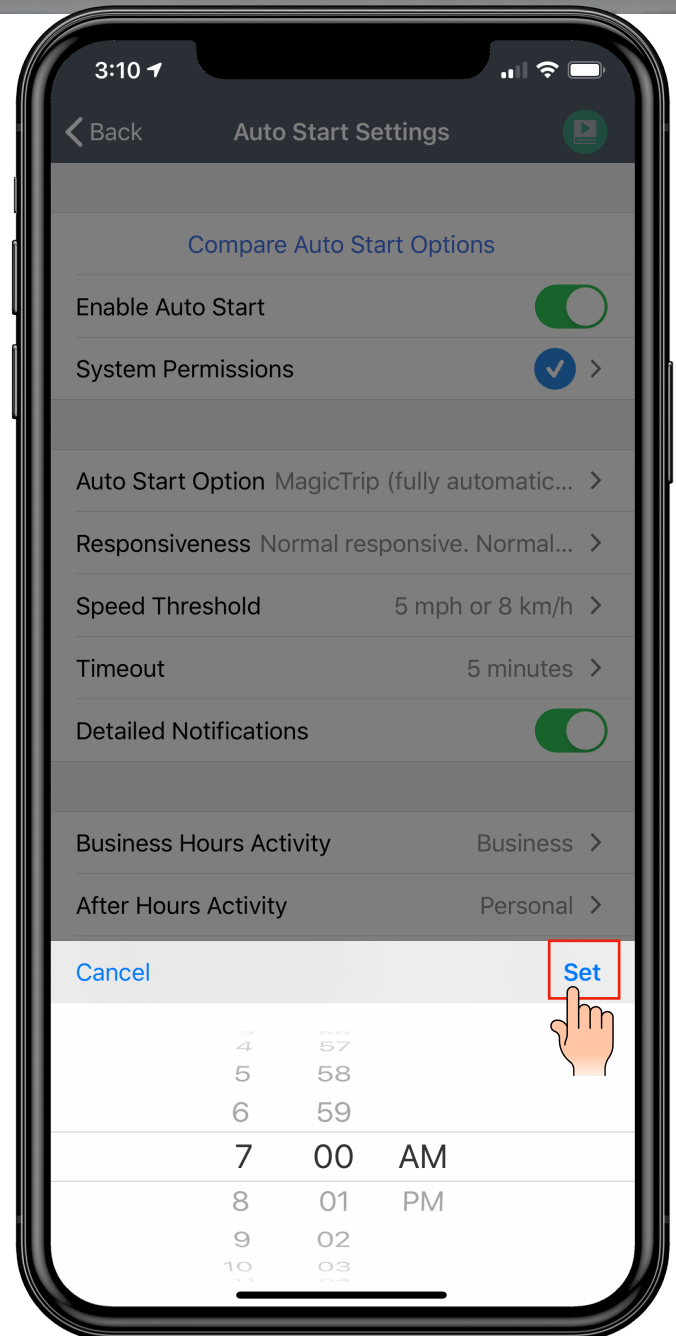 3:10
Back Auto Start Settings
Compare Auto Start Options
Enable Auto Start
System Permissions
Auto Start Option MagicTrip (fully automatic...
Responsiveness Normal responsive. Normal...
Speed Threshold 5 mph or 8 km/h
Timeout 5 minutes
Detailed Notifications
Business Hours Activity Business
After Hours Activity Personal
Cancel Set
4 57
5 58
6 59
7 00 AM
8 01 PM
9 02
10 03